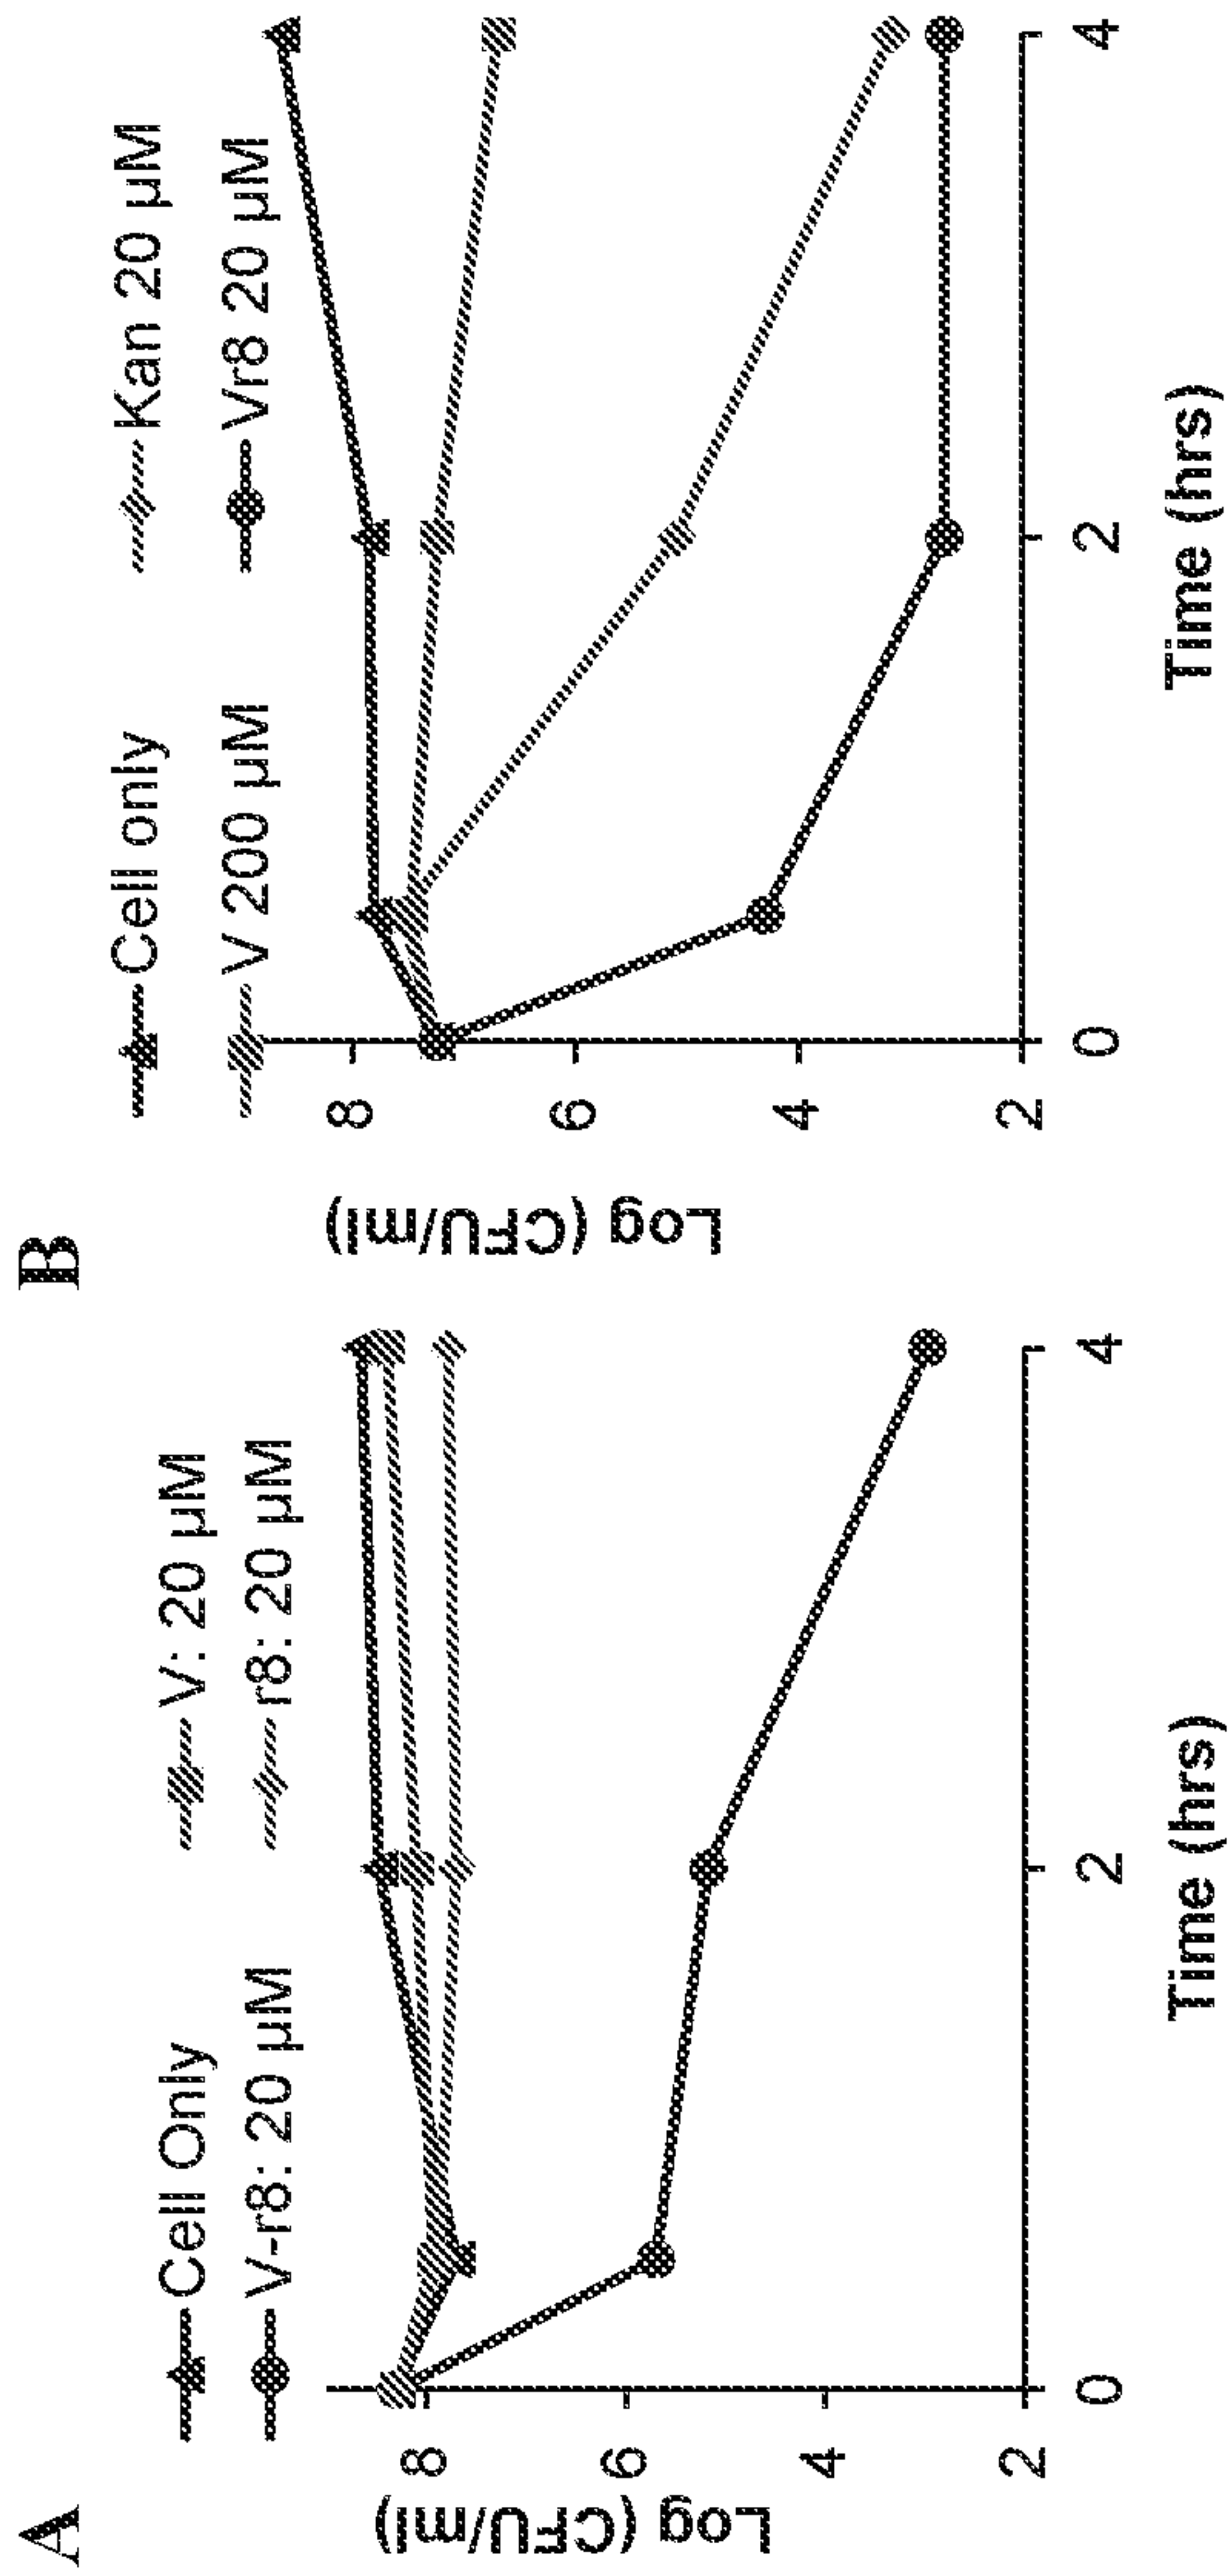 A
Cell Only
V: 20 µM
V-r8: 20 µM
r8: 20 µM
Log (CFU/ml)
8
6
4
2
0
2
4
Time (hrs)
B
Cell only
Kan 20 µM
V 200 µM
Vr8 20 µM
Log (CFU/ml)
8
6
4
2
0
2
4
Time (hrs)